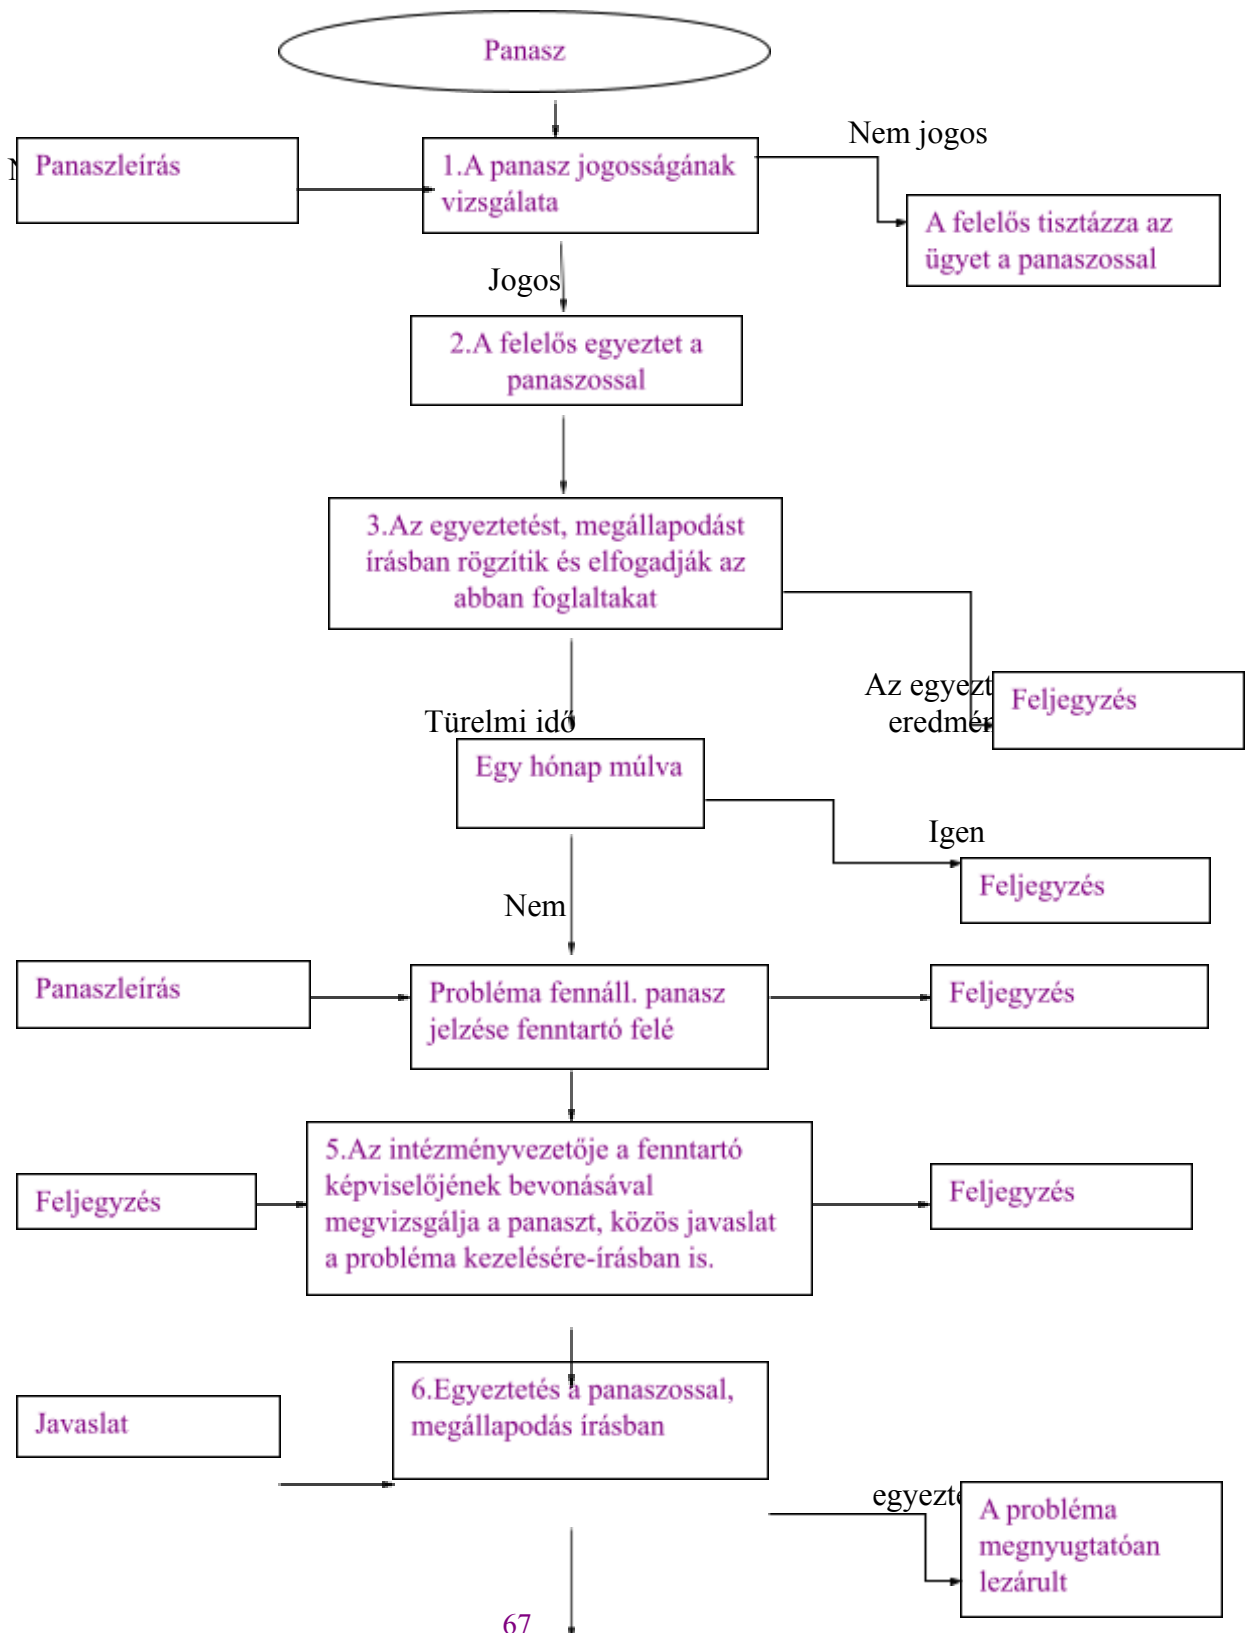 Panasz
Nem jogos
Panaszleírás
1.A panasz jogosságának
vizsgálata
A felelős tisztázza az
ügyet a panaszossal
Jogos
2.A felelős egyeztet a
panaszossal
3.Az egyeztetést, megállapodást
írásban rögzítik és elfogadják az
abban foglaltakat
Az
Feljegyzés
Türelmi idő
Egy hónap múlva
Igen
Feljegyzés
Nem
Panaszleírás
Probléma fennáll. panasz
jelzése fenntartó felé
Feljegyzés
5.Az intézményvezetője a fenntartó
képviselőjének bevonásával
megvizsgálja a panaszt, közös javaslat
a probléma kezelésére-írásban is.
Feljegyzés
Feljegyzés
6.Egyeztetés a panaszossal,
megállapodás írásban
Javaslat
A probléma
megnyugtatóan
lezárult
67